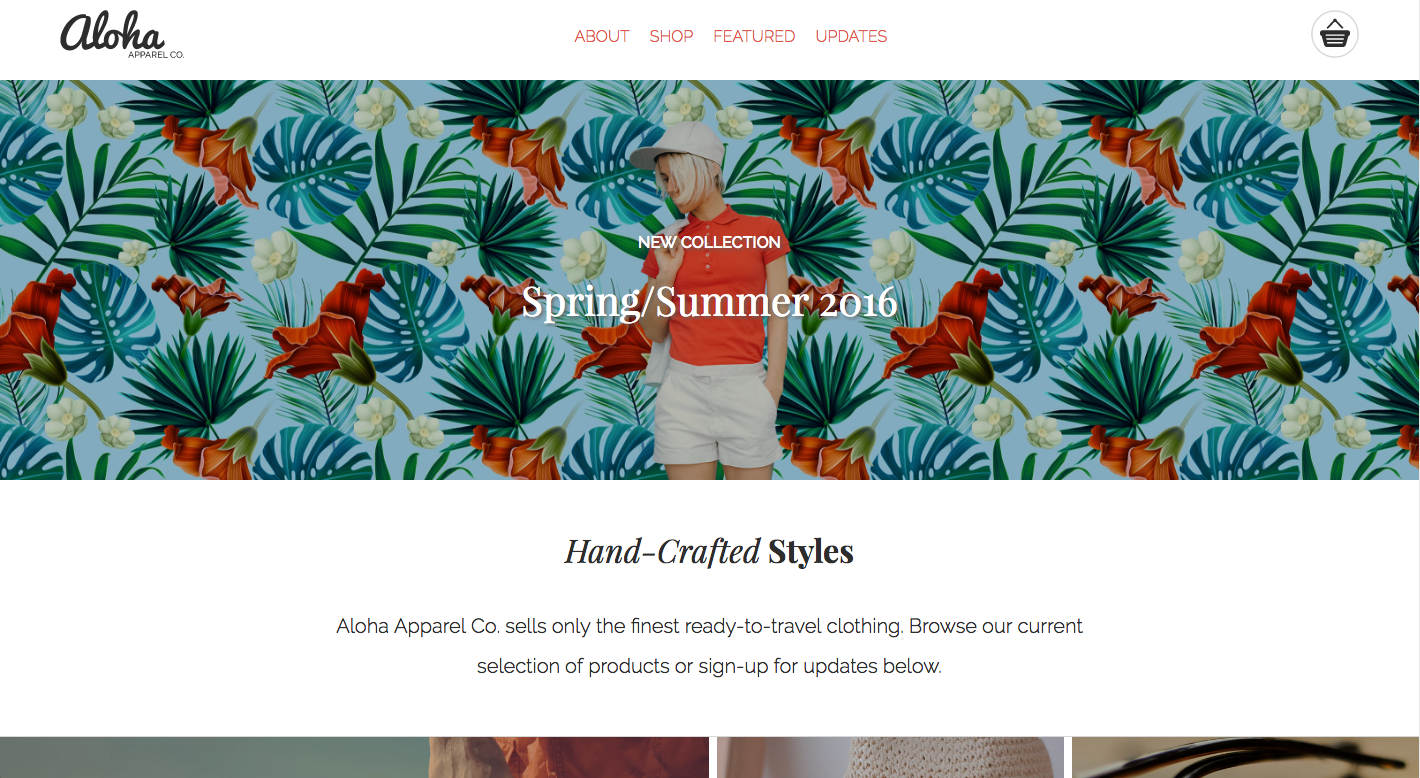 Aloha
APPAREL CO.
ABOUT SHOP FEATURED UPDATES
NEW COLLECTION
Spring/Summer 2016
Hand-Crafted Styles
Aloha Apparel Co. sells only the finest ready-to-travel clothing. Browse our current
selection of products or sign-up for updates below.